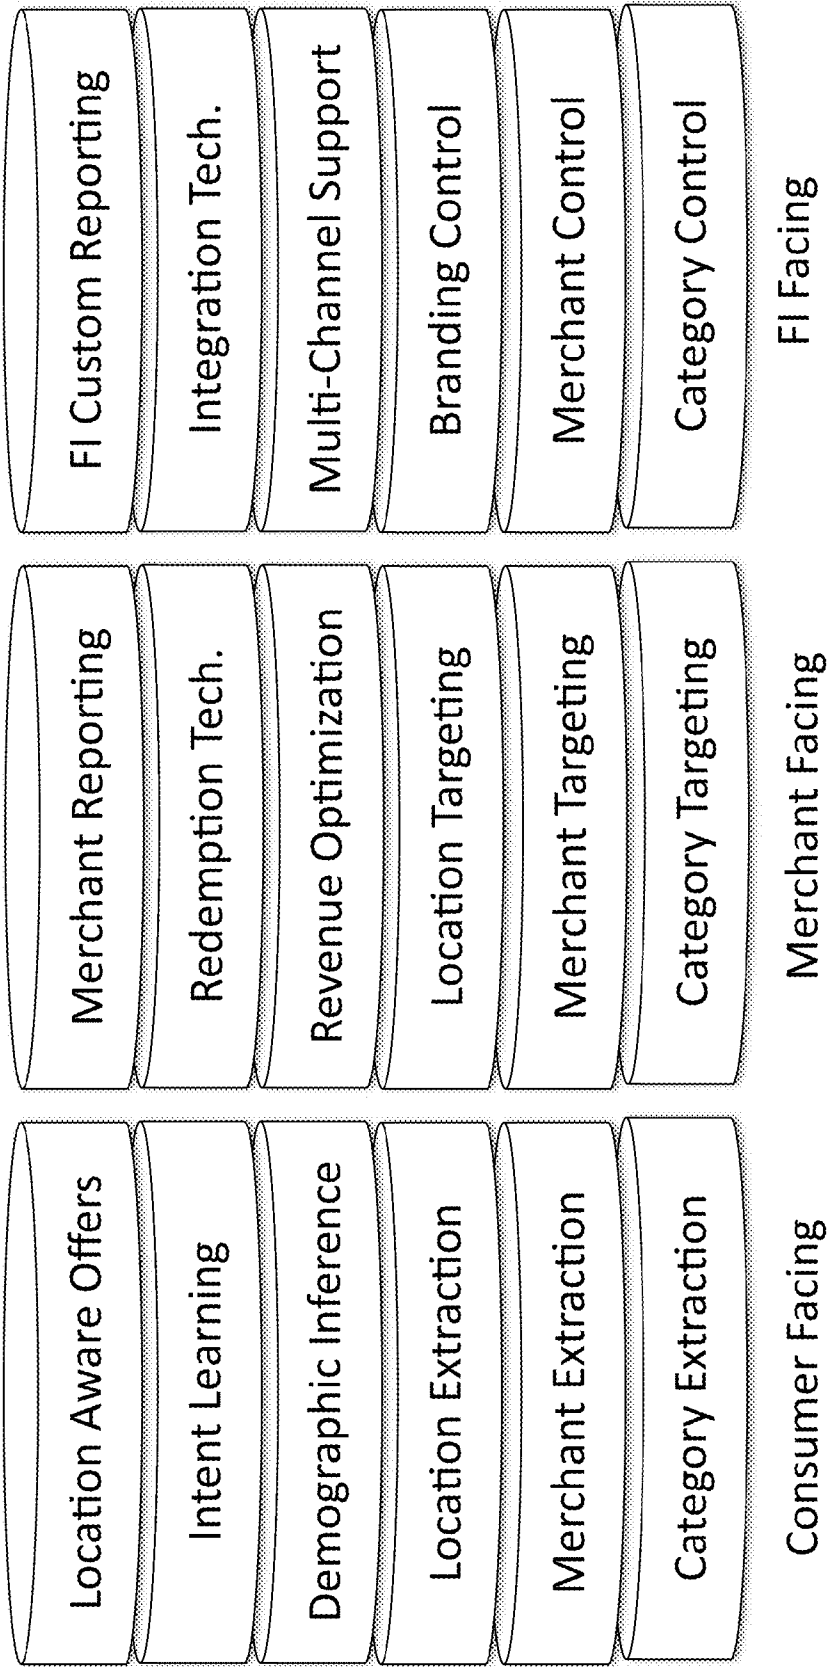 Location Aware Offers
Intent Learning
Demographic Inference
Location Extraction
Merchant Extraction
Category Extraction
Consumer Facing
Merchant Reporting
Redemption Tech.
Revenue Optimization
Location Targeting
Merchant Targeting
Category Targeting
Merchant Facing
FI Custom Reporting
Integration Tech.
Multi-Channel Support
Branding Control
Merchant Control
Category Control
FI Facing